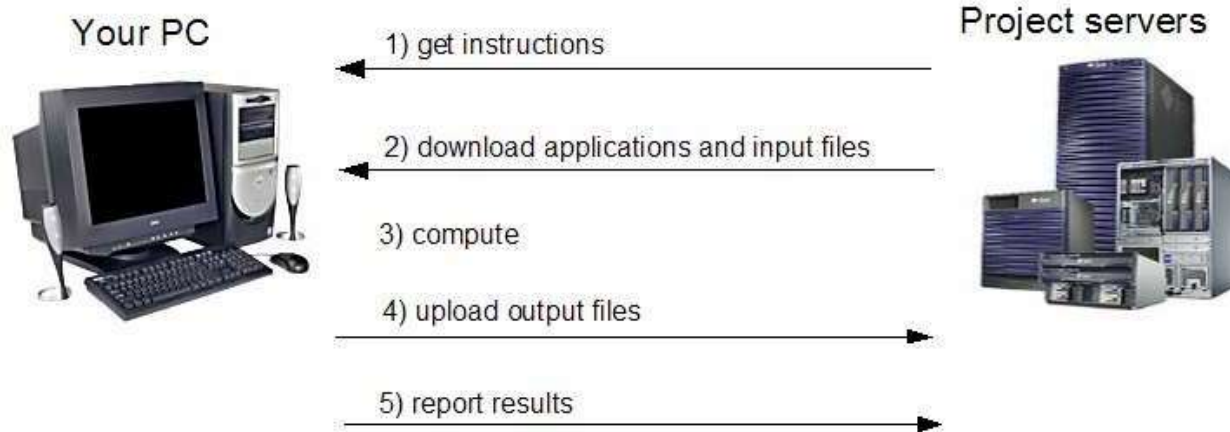 Your PC
Project servers
1) get instructions
2) download applications and input files
3) compute
4) upload output files
5) report results